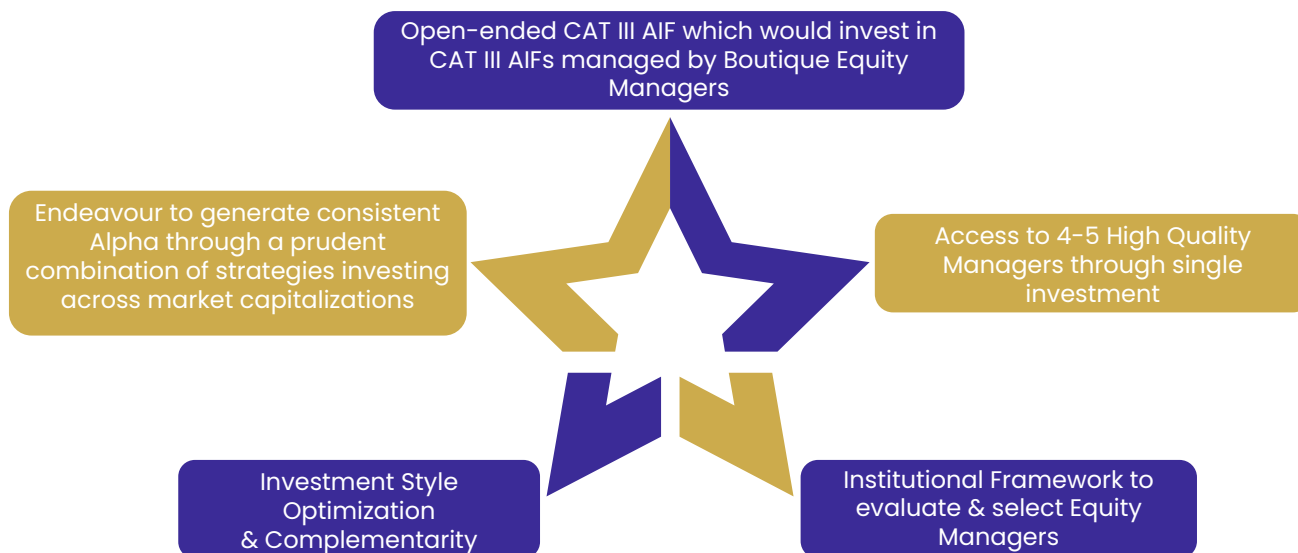 Open-ended CAT III AIF which would invest in
CAT III AIFs managed by Boutique Equity
Managers
Endeavour to generate consistent
Alpha through a prudent
combination of strategies investing
across market capitalizations
Access to 4-5 High Quality
Managers through single
investment
Investment Style
Optimization
& Complementarity
Institutional Framework to
evaluate & select Equity
Managers